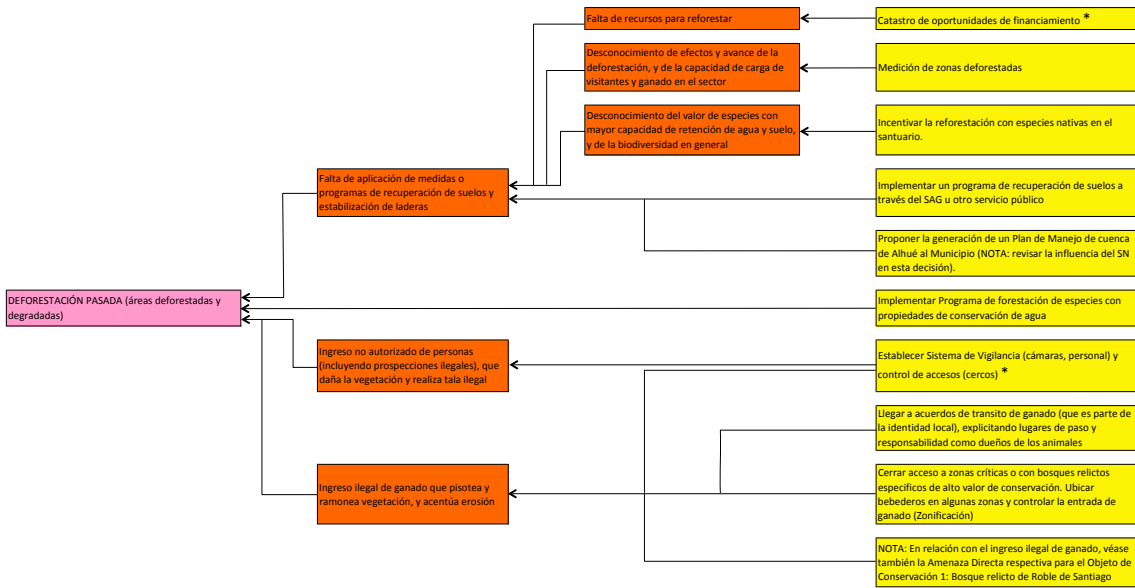 Falta de recursos para reforestar
Catastro de oportunidades de financiamiento *
Desconocimiento de efectos y avance de la
deforestación, y de la capacidad de carga de
visitantes y ganado en el sector
Medición de zonas deforestadas
Desconocimiento del valor de especies con
mayor capacidad de retención de agua y suelo,
y de la biodiversidad en general
Incentivar la reforestación con especies nativas en el
santuario.
Falta de aplicación de medidas o
programas de recuperación de suelos y
estabilización de laderas
Implementar un programa de recuperación de suelos a
través del SAG u otro servicio público
Proponer la generación de un Plan de Manejo de cuenca
de Alhué al Municipio (NOTA: revisar la influencia del SN
en esta decisión).
DEFORESTACIÓN PASADA (áreas deforestadas y
degradadas)
Implementar Programa de forestación de especies con
propiedades de conservación de agua
Ingreso no autorizado de personas
(incluyendo prospecciones ilegales), que
daña la vegetación y realiza tala ilegal
Establecer Sistema de Vigilancia (cámaras, personal) y
control de accesos (cercos) *
Llegar a acuerdos de transito de ganado (que es parte de
la identidad local), explicitando lugares de paso y
responsabilidad como dueños de los animales
Ingreso ilegal de ganado que pisotea y
ramonea vegetación, y acentúa erosión
Cerrar acceso a zonas críticas o con bosques relictos
especificos de alto valor de conservación. Ubicar
bebederos en algunas zonas y controlar la entrada de
ganado (Zonificación)
NOTA: En relación con el ingreso ilegal de ganado, véase
también la Amenaza Directa respectiva para el Objeto de
Conservación 1: Bosque relicto de Roble de Santiago